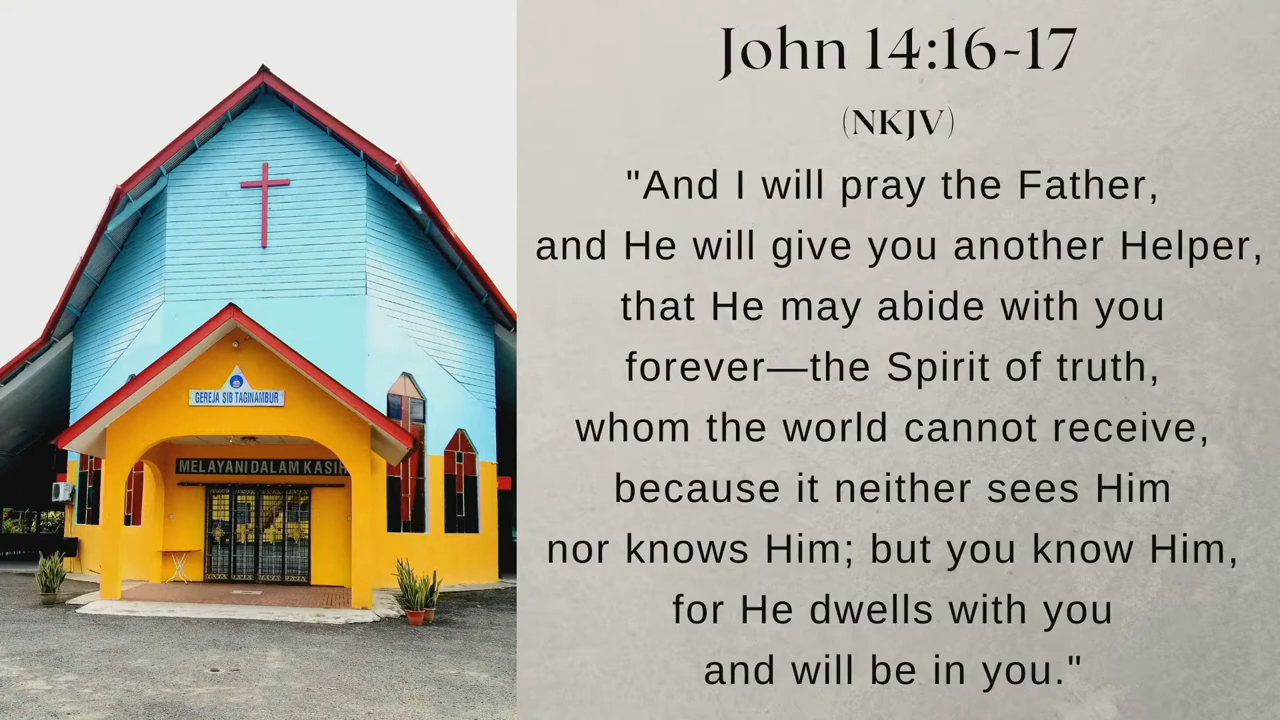 GEREJA SIB TAGINAMBUR
MELAYANI DALAM KASIH
John 14:16-17
(NKJV)
"And I will pray the Father,
and He will give you another Helper,
that He may abide with you
forever—the Spirit of truth,
whom the world cannot receive,
because it neither sees Him
nor knows Him; but you know Him,
for He dwells with you
and will be in you."